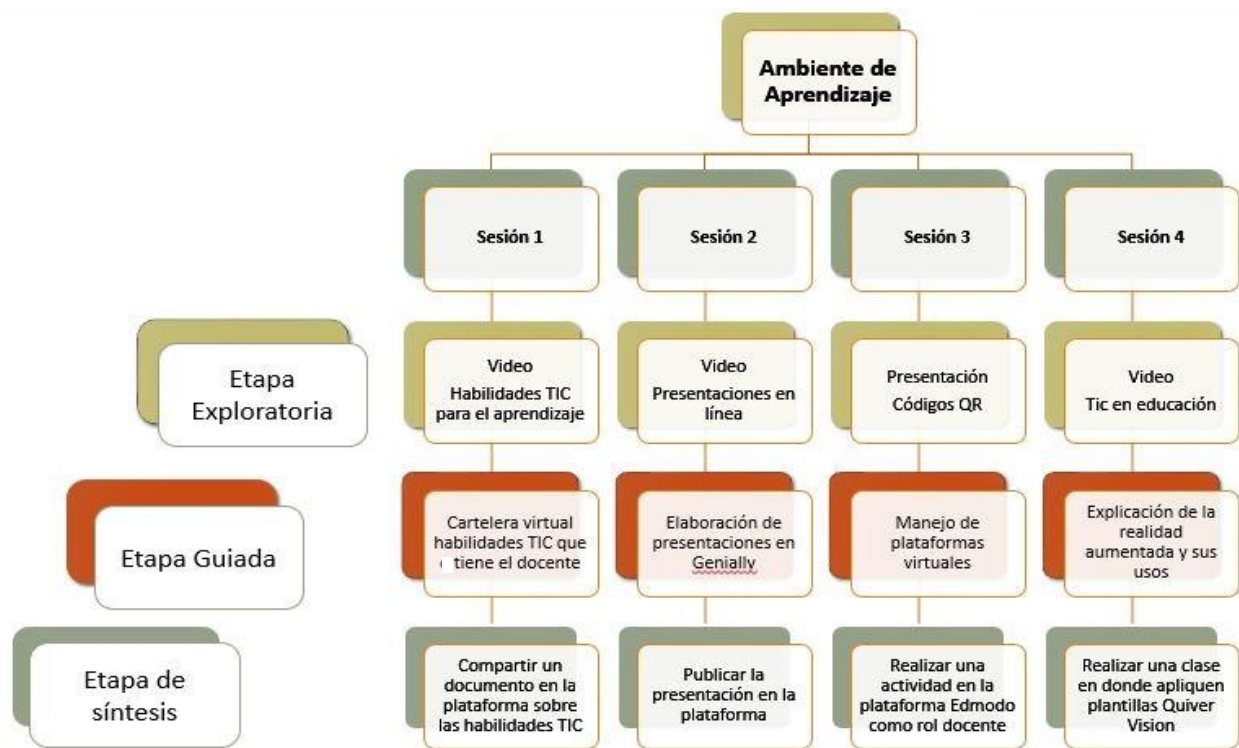 Ambiente de
Aprendizaje
Sesión 1
Sesión 2
Sesión 3
Sesión 4
Etapa
Exploratoria
Video
Habilidades TIC
para el aprendizaje
Video
Presentaciones en
línea
Presentación
Códigos QR
Video
Tic en educación
Etapa Guiada
Cartelera virtual
habilidades TIC que
tiene el docente
Elaboración de
presentaciones en
Genially
Manejo de
plataformas
virtuales
Explicación de la
realidad
aumentada y sus
usos
Etapa de
síntesis
Compartir un
documento en la
plataforma sobre
las habilidades TIC
Publicar la
presentación en la
plataforma
Realizar una
actividad en la
plataforma Edmodo
como rol docente
Realizar una clase
en donde apliquen
plantillas Quiver
Vision